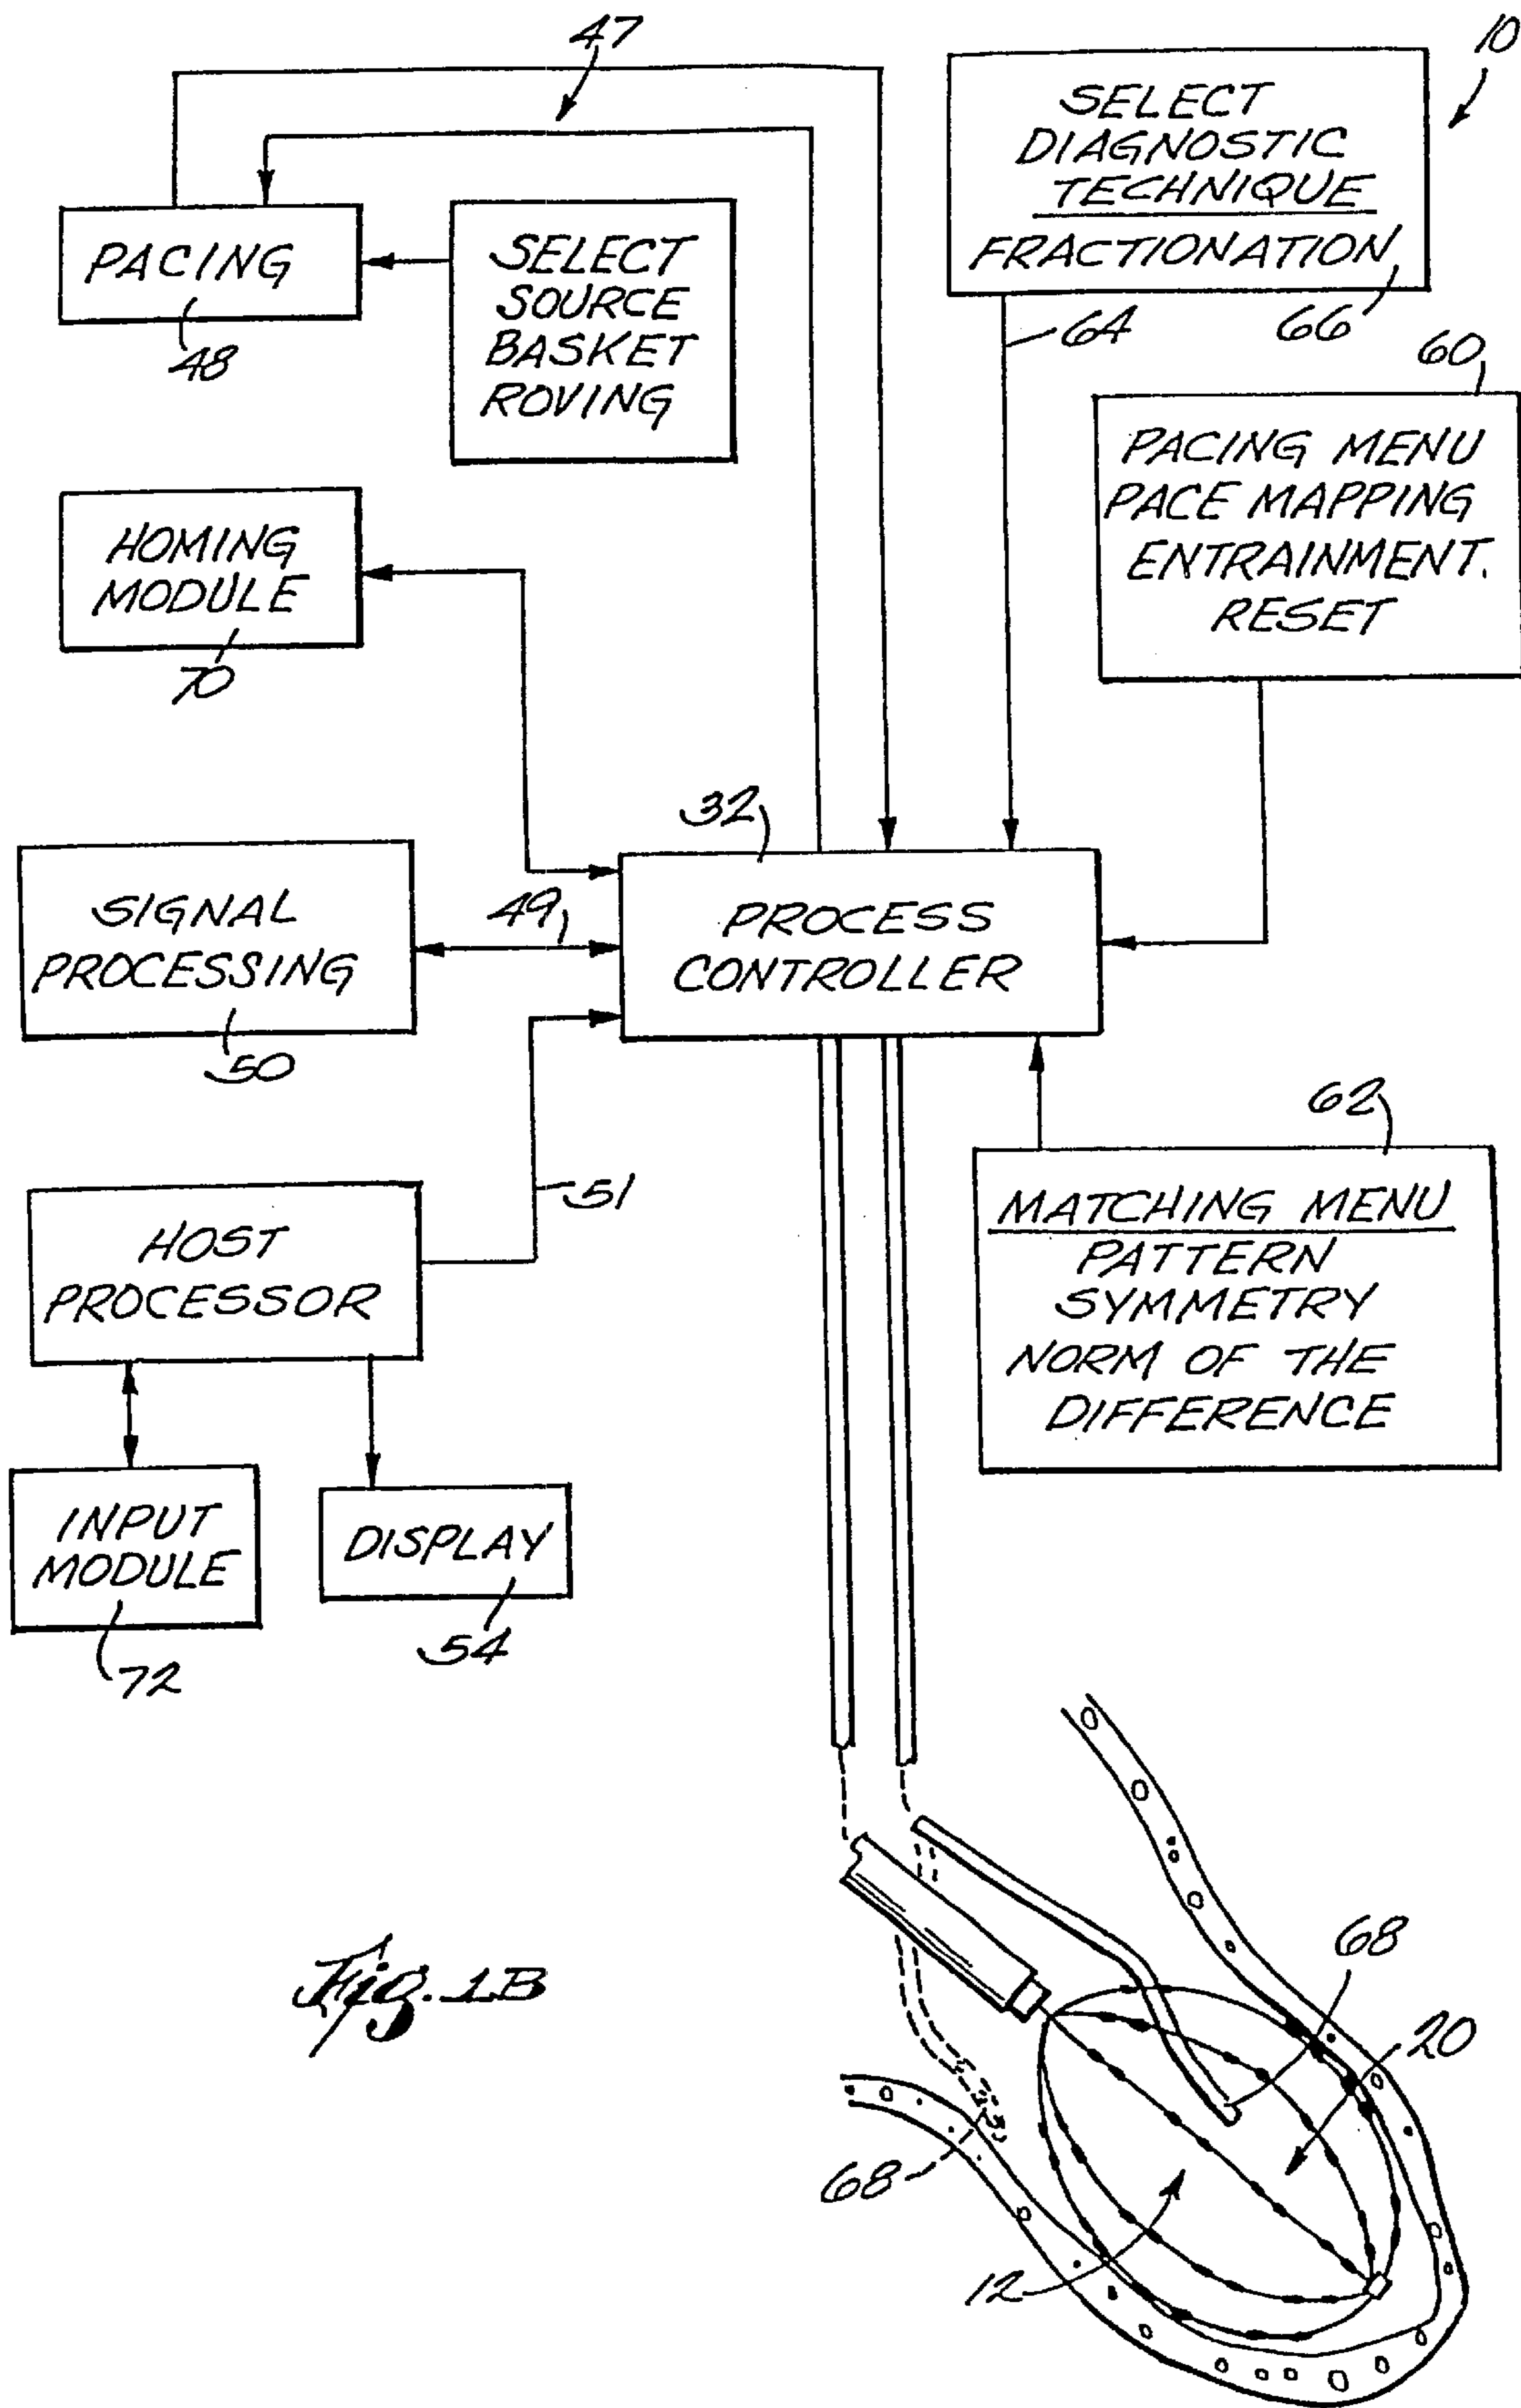 47
10
SELECT
DIAGNOSTIC
TECHNIQUE
FRACTIONATION
66
64
PACING
48
SELECT
SOURCE
BASKET
ROVING
60
PACING MENU
PACE MAPPING
ENTRAINMENT.
RESET
HOMING
MODULE
70
32
PROCESS
CONTROLLER
SIGNAL
PROCESSING
50
49
51
HOST
PROCESSOR
62
MATCHING MENU
PATTERN
SYMMETRY
NORM OF THE
DIFFERENCE
INPUT
MODULE
72
DISPLAY
54
Fig. 1B
68
20
68
12